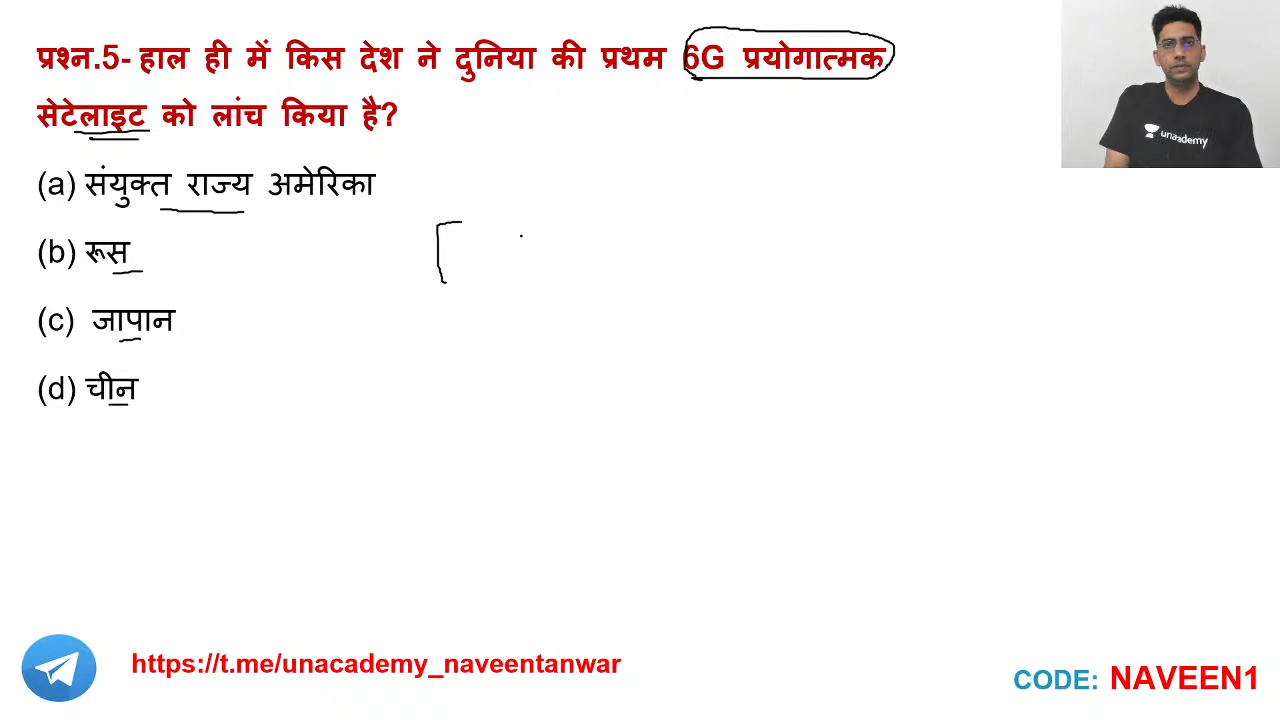 प्रश्न.5- हाल ही में किस देश ने दुनिया की प्रथम 6G प्रयोगात्मक
सेटेलाइट को लांच किया है?
(a) संयुक्त राज्य अमेरिका
(b) रूस
(c) जापान
(d) चीन
unacademy
https://t.me/unacademy_naveentanwar
CODE: NAVEEN1